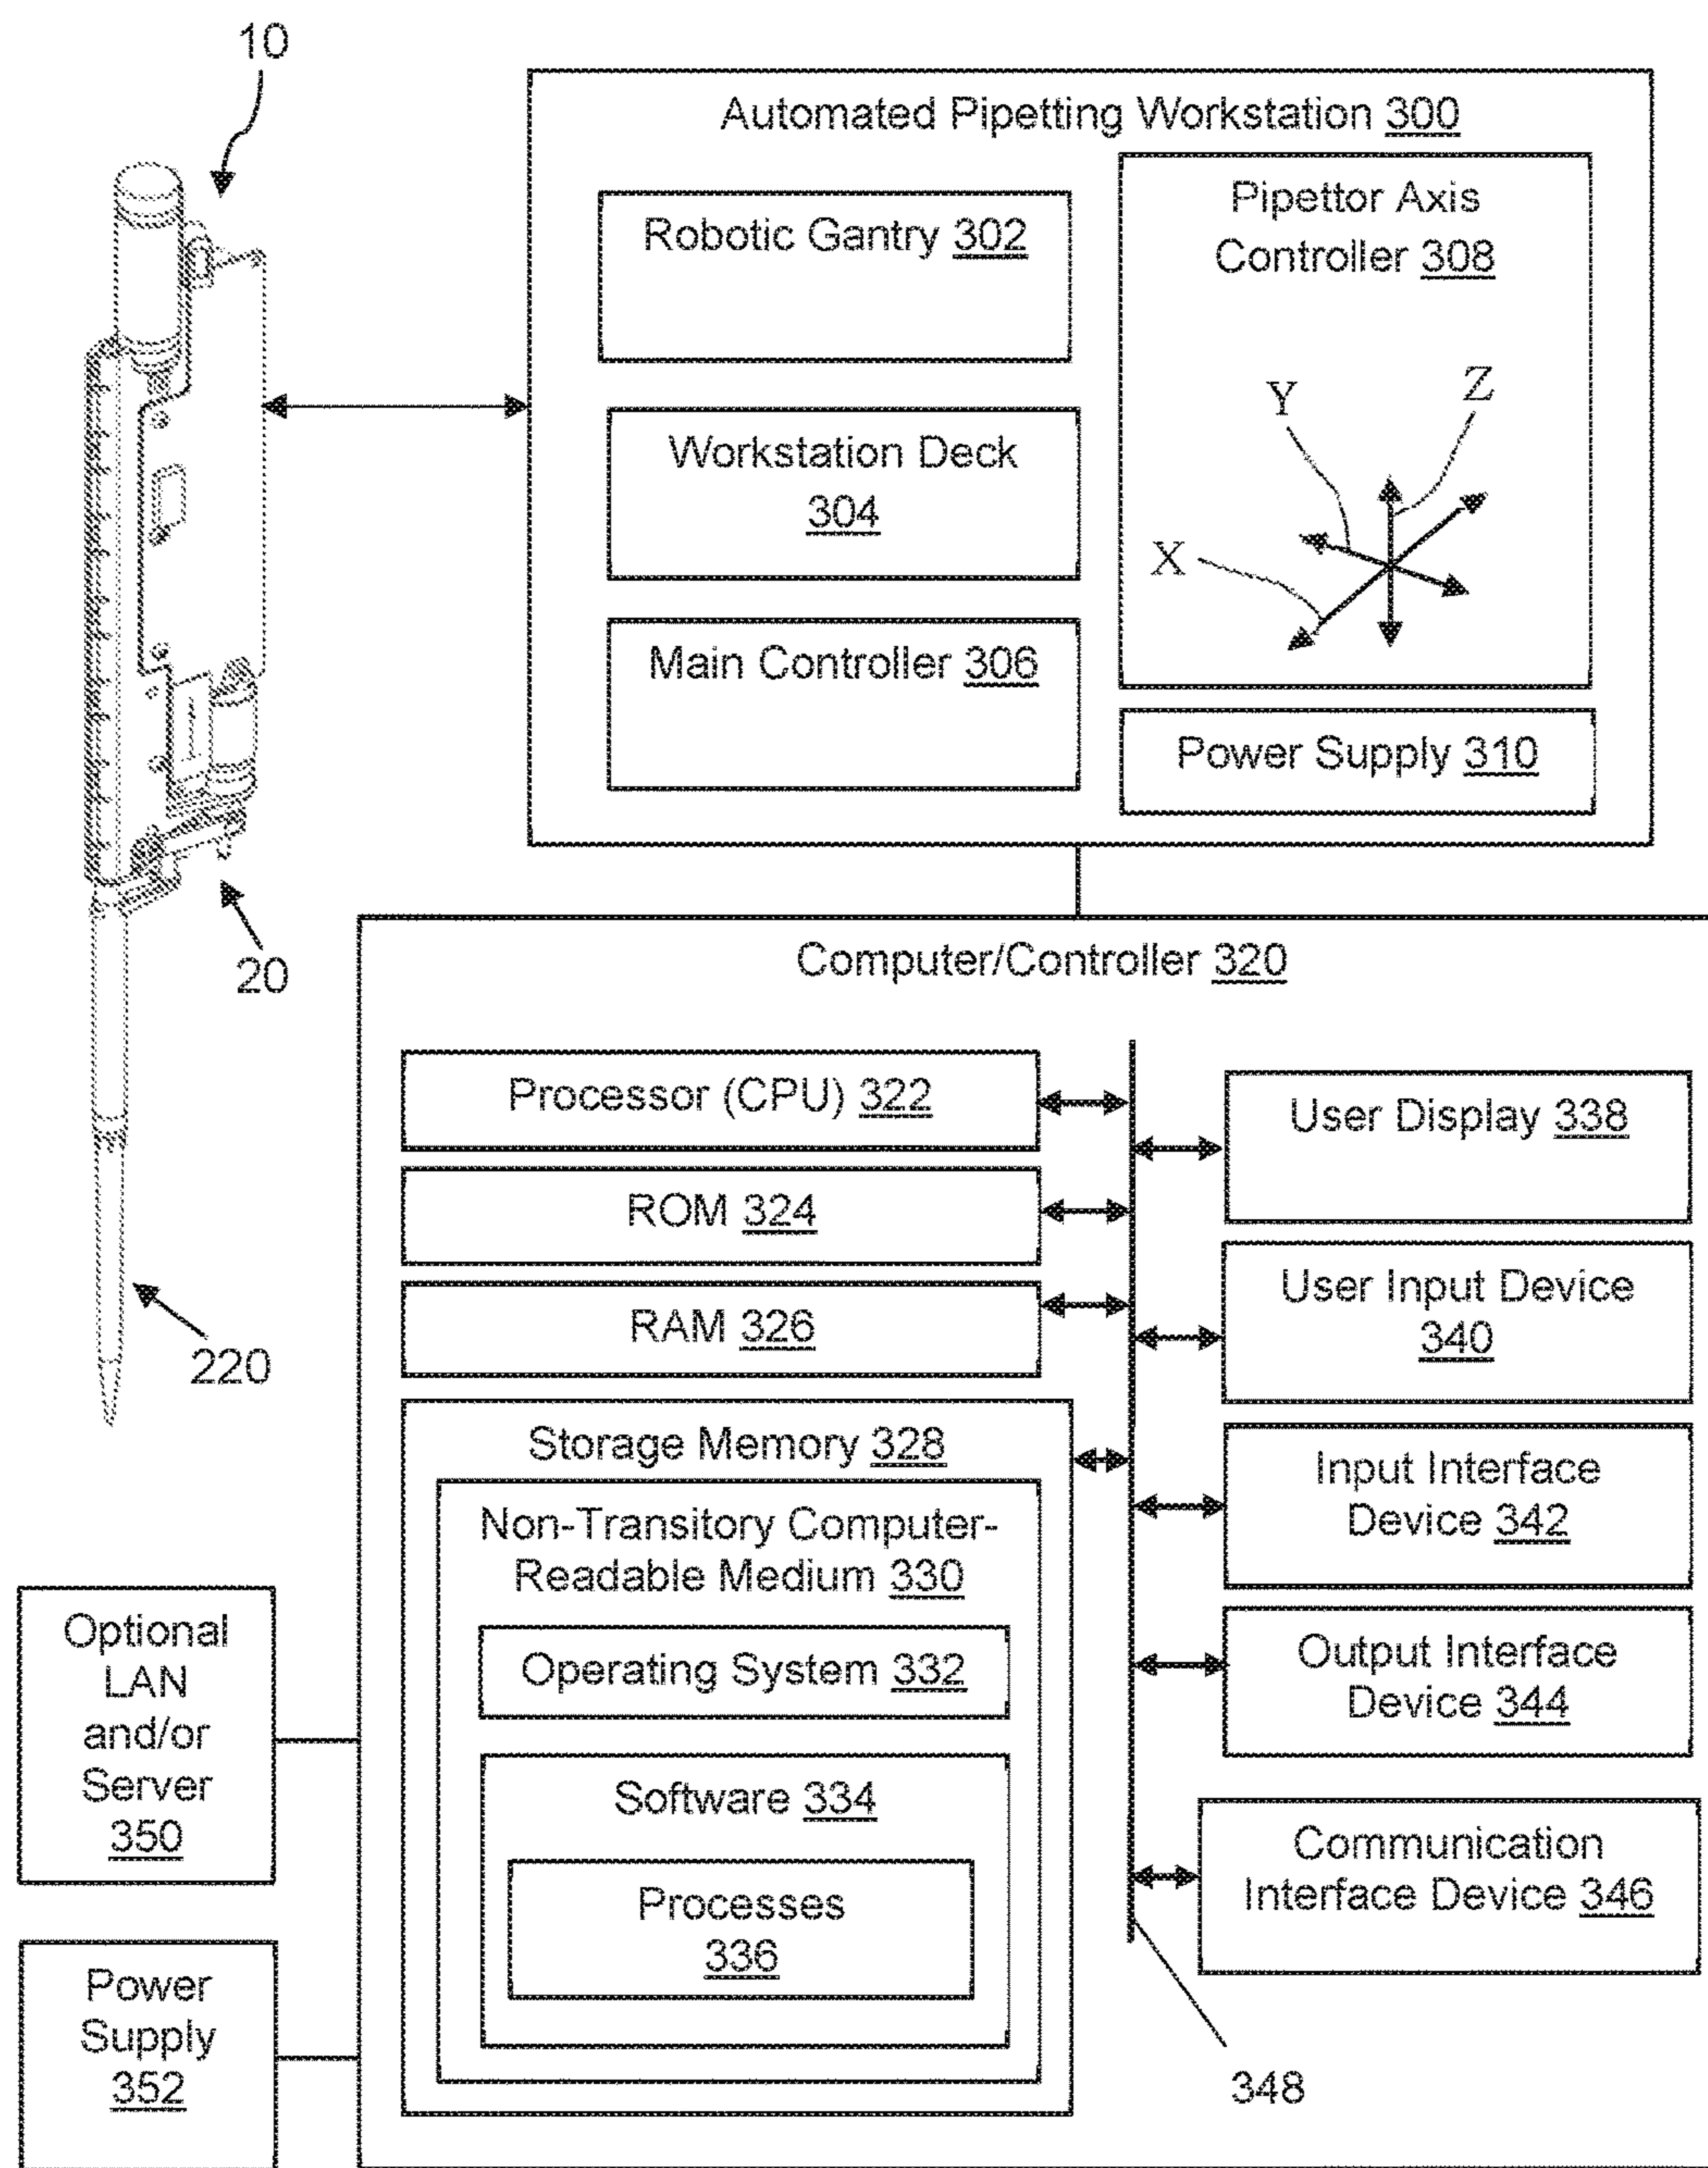 10
Automated Pipetting Workstation 300
Robotic Gantry 302
Pipettor Axis
Controller 308
Y
Z
X
Workstation Deck
304
Main Controller 306
Power Supply 310
20
220
Computer/Controller 320
Processor (CPU) 322
ROM 324
RAM 326
Storage Memory 328
Non-Transitory Computer-
Readable Medium 330
Operating System 332
Software 334
Processes
336
User Display 338
User Input Device
340
Input Interface
Device 342
Output Interface
Device 344
Communication
Interface Device 346
348
Optional
LAN
and/or
Server
350
Power
Supply
352